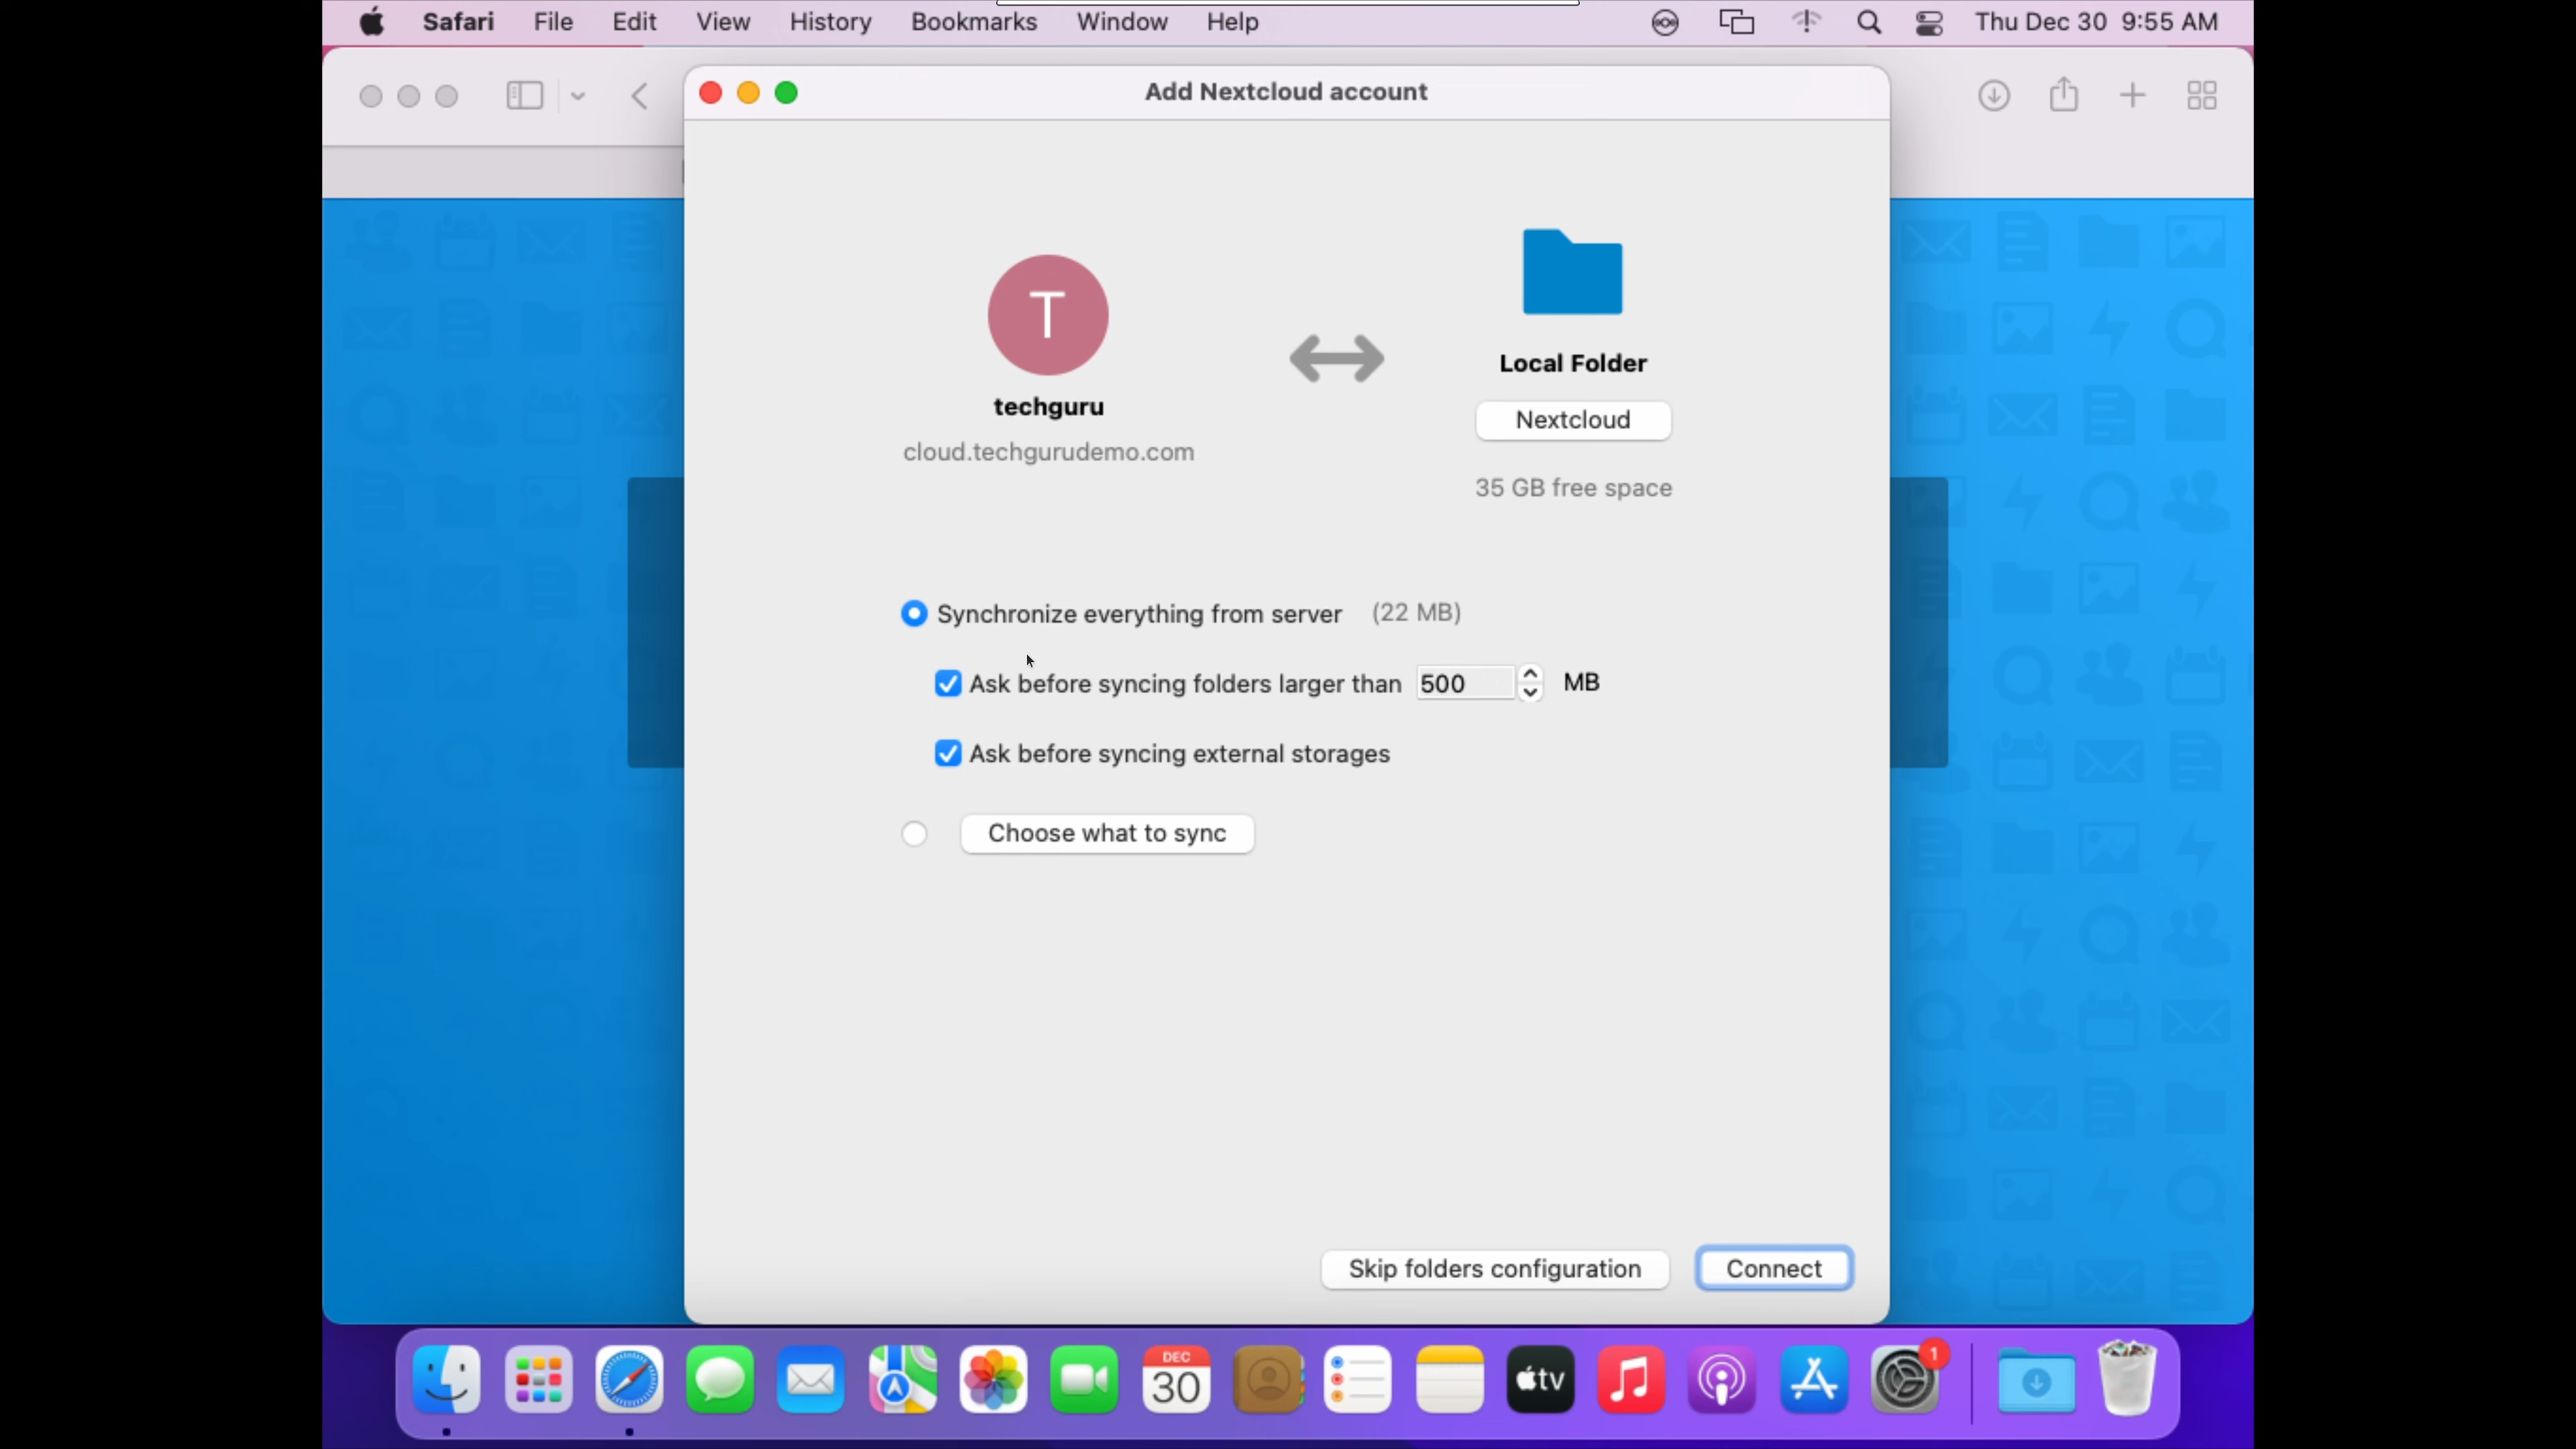 Safari File Edit View History Bookmarks Window Help Thu Dec 30 9:55 AM
Add Nextcloud account
T
techguru
cloud.techgurudemo.com
Local Folder
Nextcloud
35 GB free space
Synchronize everything from server (22 MB)
Ask before syncing folders larger than 500 MB
Ask before syncing external storages
Choose what to sync
Skip folders configuration Connect
DEC
30
tv
1